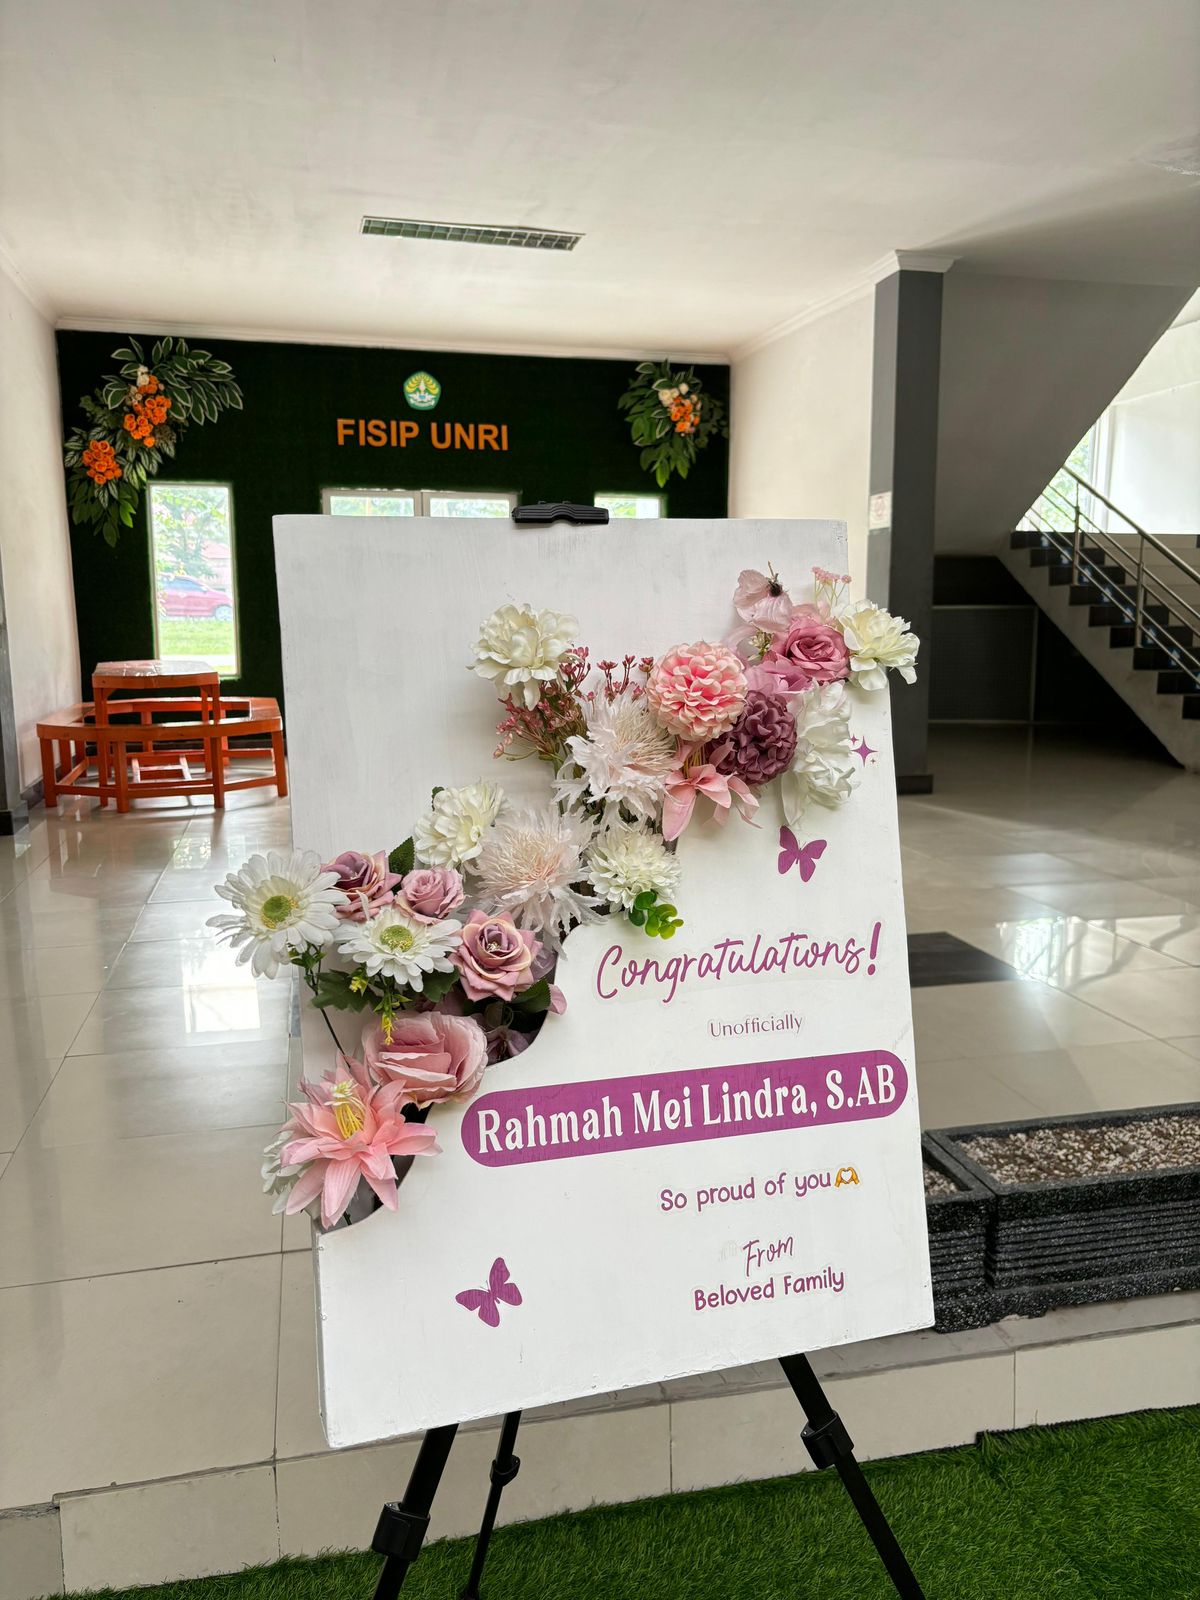 FISIP UNRI
Congratulations!
Unofficially
Rahmah Mei Lindra, S.AB
So proud of you🫶
From
Beloved Family